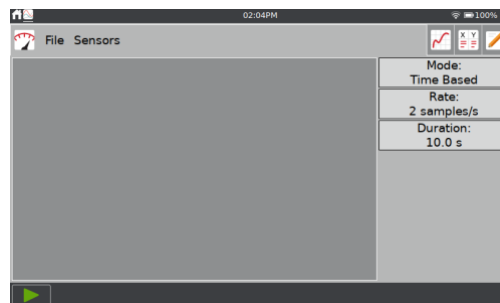 02:04PM
100%
File Sensors
X Y
Mode:
Time Based
Rate:
2 samples/s
Duration:
10.0 s